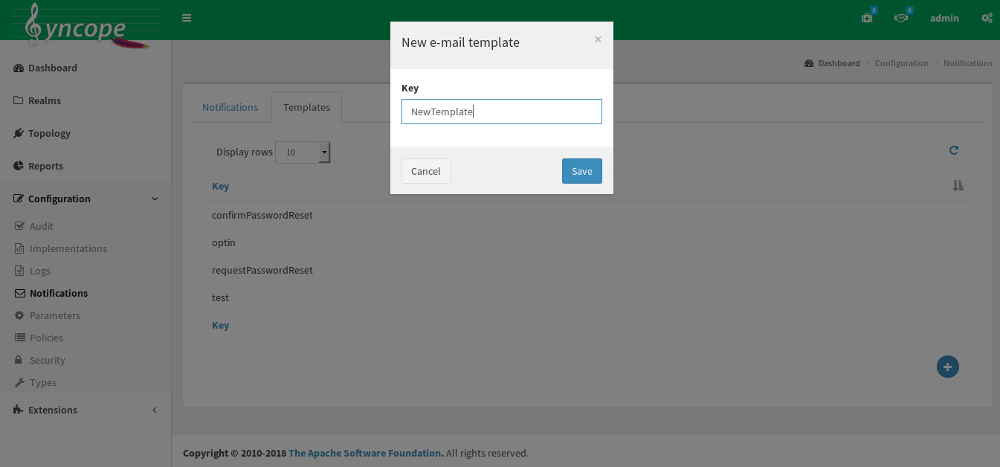 yncope
0
0
admin
Dashboard
Realms
Topology
Reports
Configuration
Audit
Implementations
Logs
Notifications
Parameters
Policies
Security
Types
Extensions
Dashboard > Configuration > Notifications
Notifications Templates
Display rows 10
Key
confirmPasswordReset
optin
requestPasswordReset
test
Key
New e-mail template ×
Key
NewTemplate
Cancel Save
Copyright © 2010-2018 The Apache Software Foundation. All rights reserved.